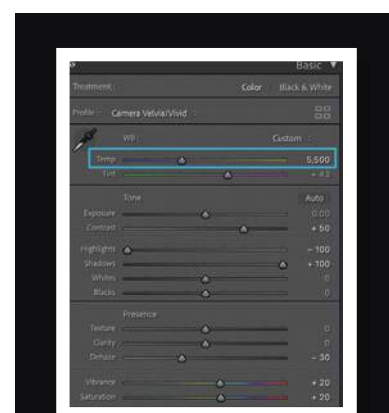 Basic
Treatment : Color Black & White
Profile : Camera Velvia/Vivid
WB : Custom
Temp 5,500
Tint + 43
Tone Auto
Exposure 0.00
Contrast + 50
Highlights − 100
Shadows + 100
Whites 0
Blacks 0
Presence
Texture 0
Clarity 0
Dehaze − 30
Vibrance + 20
Saturation + 20